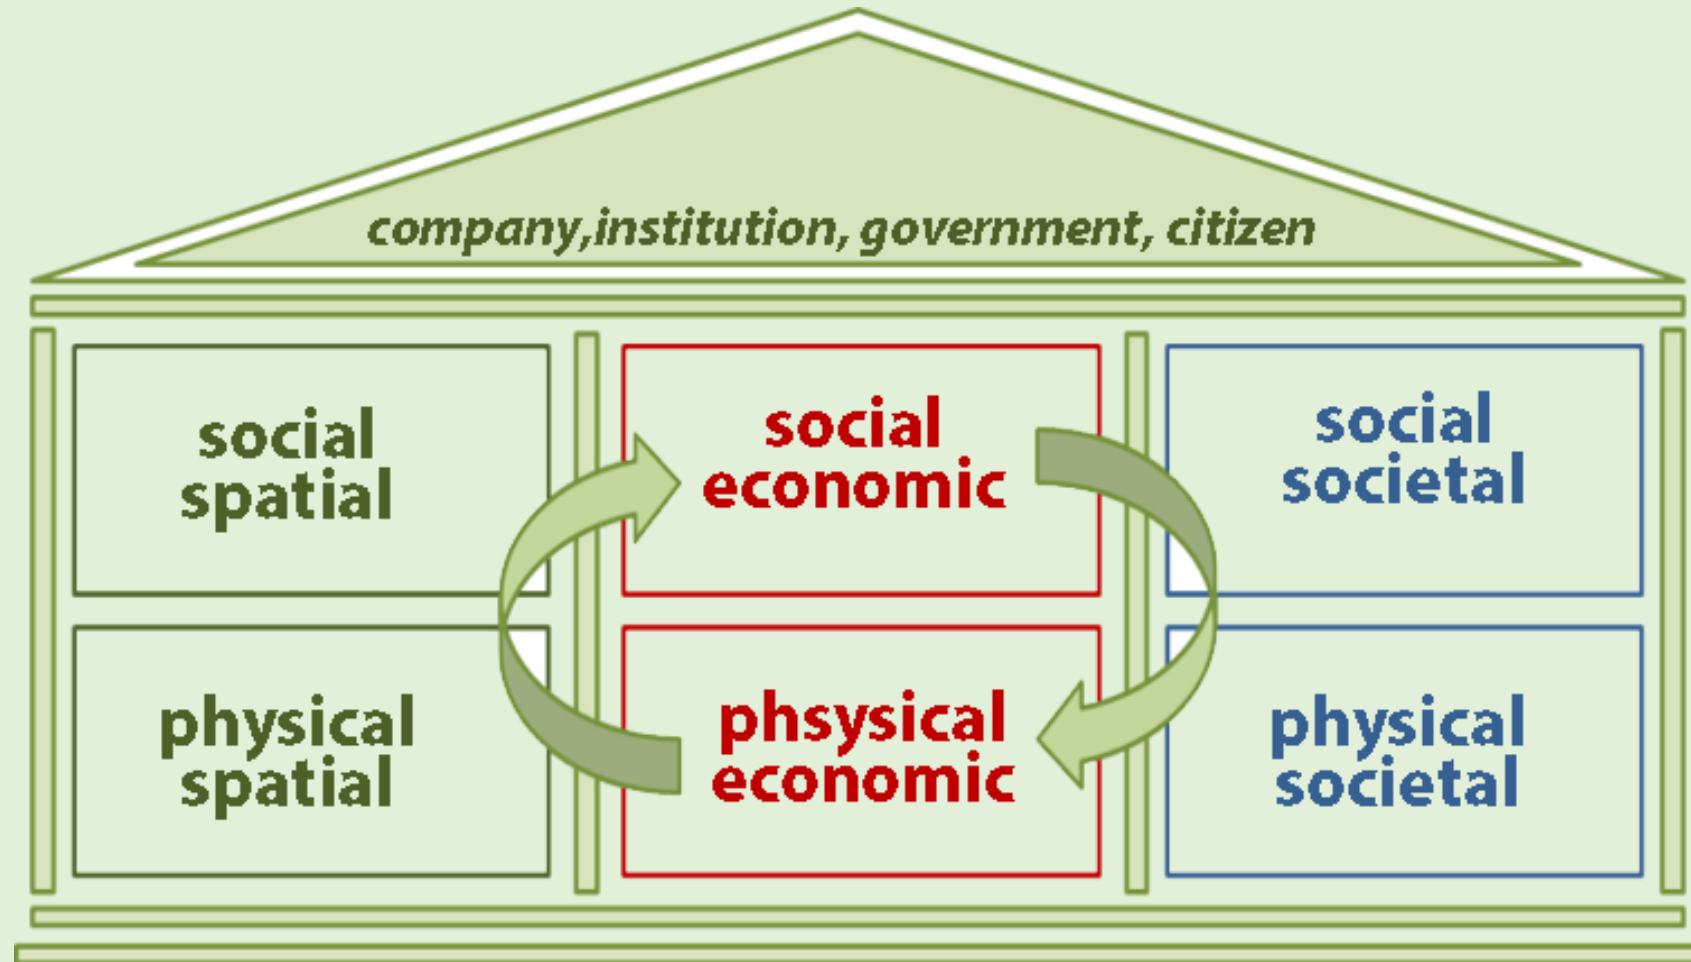 company,institution, government, citizen
social
spatial
social
economic
social
societal
physical
spatial
phsysical
economic
physical
societal